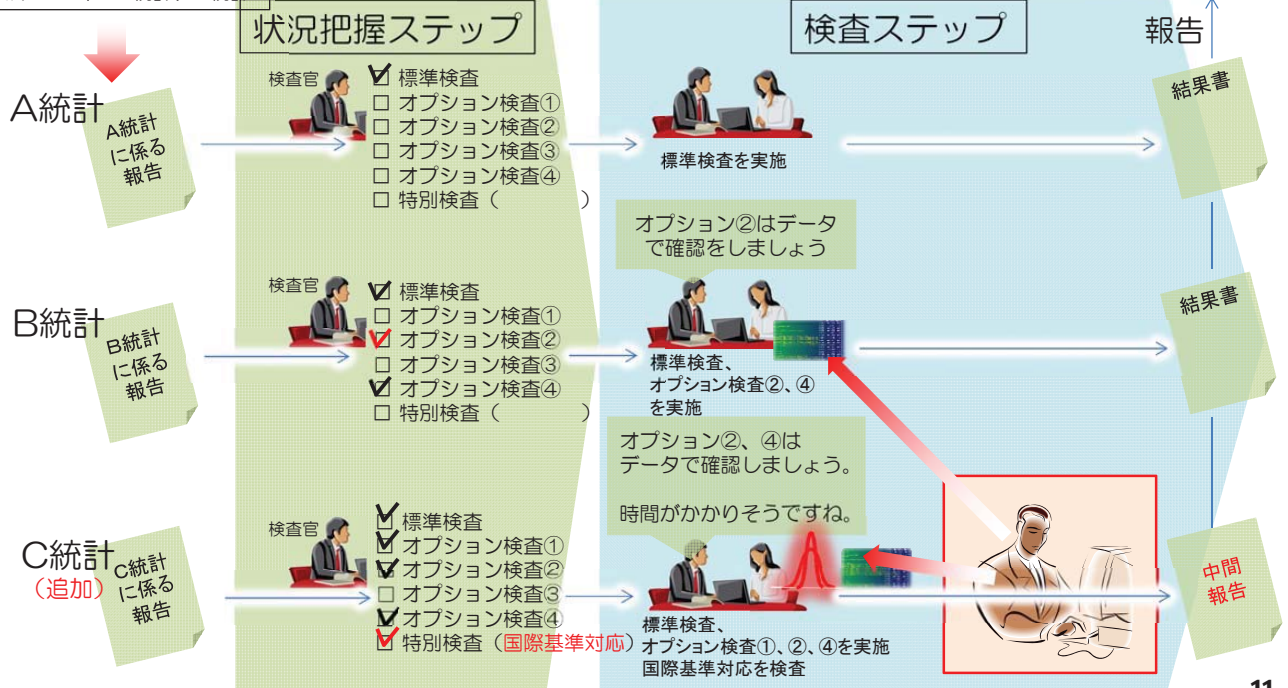 状況把握ステップ
検査ステップ
報告
A統計
A統計
に係る
報告
検査官
標準検査
□ オプション検査①
□ オプション検査②
□ オプション検査③
□ オプション検査④
□ 特別検査（　　　　）
標準検査を実施
結果書
オプション②はデータ
で確認をしましょう
B統計
B統計
に係る
報告
検査官
標準検査
□ オプション検査①
オプション検査②
□ オプション検査③
オプション検査④
□ 特別検査（　　　　）
標準検査、
オプション検査②、④
を実施
結果書
オプション②、④は
データで確認しましょう。
時間がかかりそうですね。
C統計
（追加）
C統計
に係る
報告
検査官
標準検査
オプション検査①
オプション検査②
□ オプション検査③
オプション検査④
特別検査（国際基準対応）
標準検査、
オプション検査①、②、④を実施
国際基準対応を検査
中間
報告